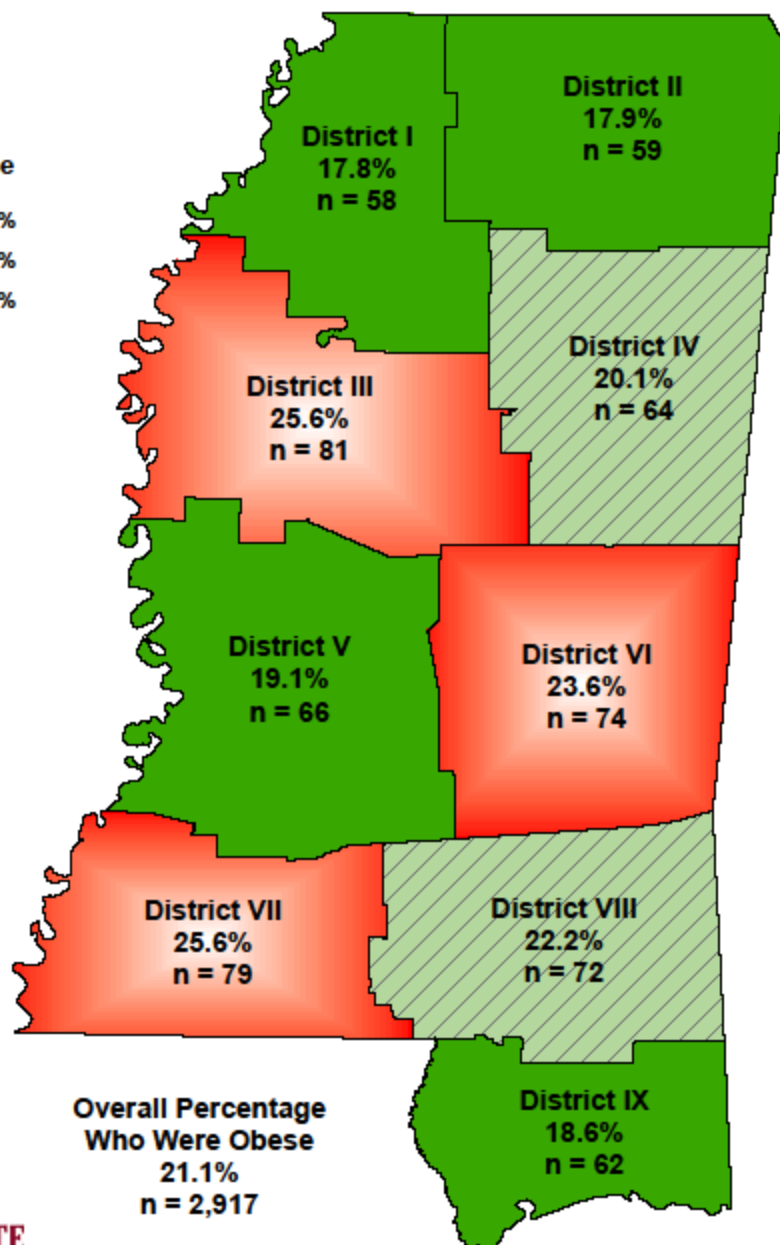 District II
17.9%
n = 59
District I
17.8%
n = 58
e
%
%
%
District IV
20.1%
n = 64
District III
25.6%
n = 81
District V
19.1%
n = 66
District VI
23.6%
n = 74
District VII
25.6%
n = 79
District VIII
22.2%
n = 72
Overall Percentage
Who Were Obese
21.1%
n = 2,917
District IX
18.6%
n = 62
TE